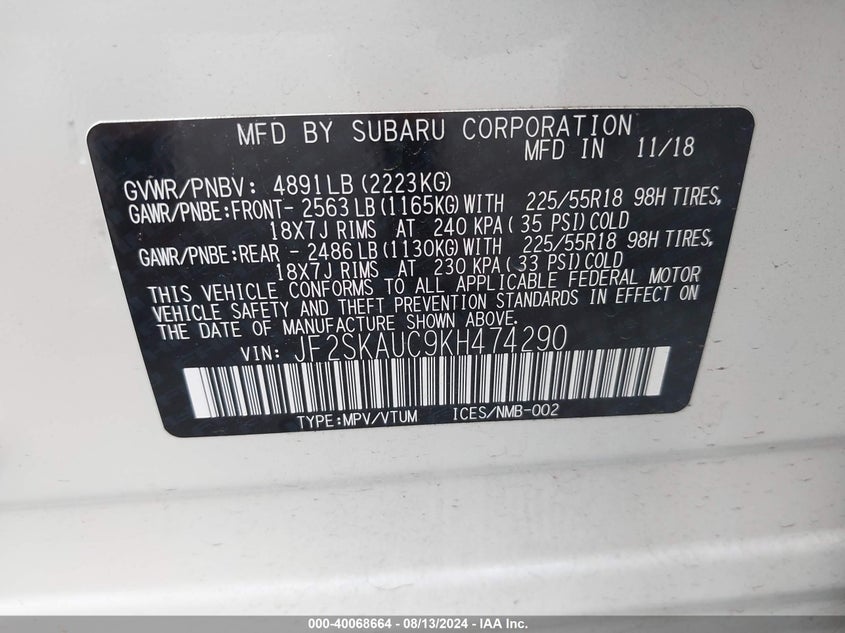 MFD BY SUBARU CORPORATION
MFD IN 11/18
GVWR/PNBV: 4891LB (2223KG)
GAWR/PNBE:FRONT- 2563 LB (1165KG) WITH 225/55R18 98H TIRES,
18X7J RIMS AT 240 KPA ( 35 PSI) COLD
GAWR/PNBE:REAR - 2486 LB (1130KG) WITH 225/55R18 98H TIRES,
18X7J RIMS AT 230 KPA ( 33 PSI) COLD
THIS VEHICLE CONFORMS TO ALL APPLICABLE FEDERAL MOTOR
VEHICLE SAFETY AND THEFT PREVENTION STANDARDS IN EFFECT ON
THE DATE OF MANUFACTURE SHOWN ABOVE.
VIN: JF2SKAUC9KH474290
TYPE:MPV/VTUM ICES/NMB-002
000-40068664 - 08/13/2024 - IAA Inc.